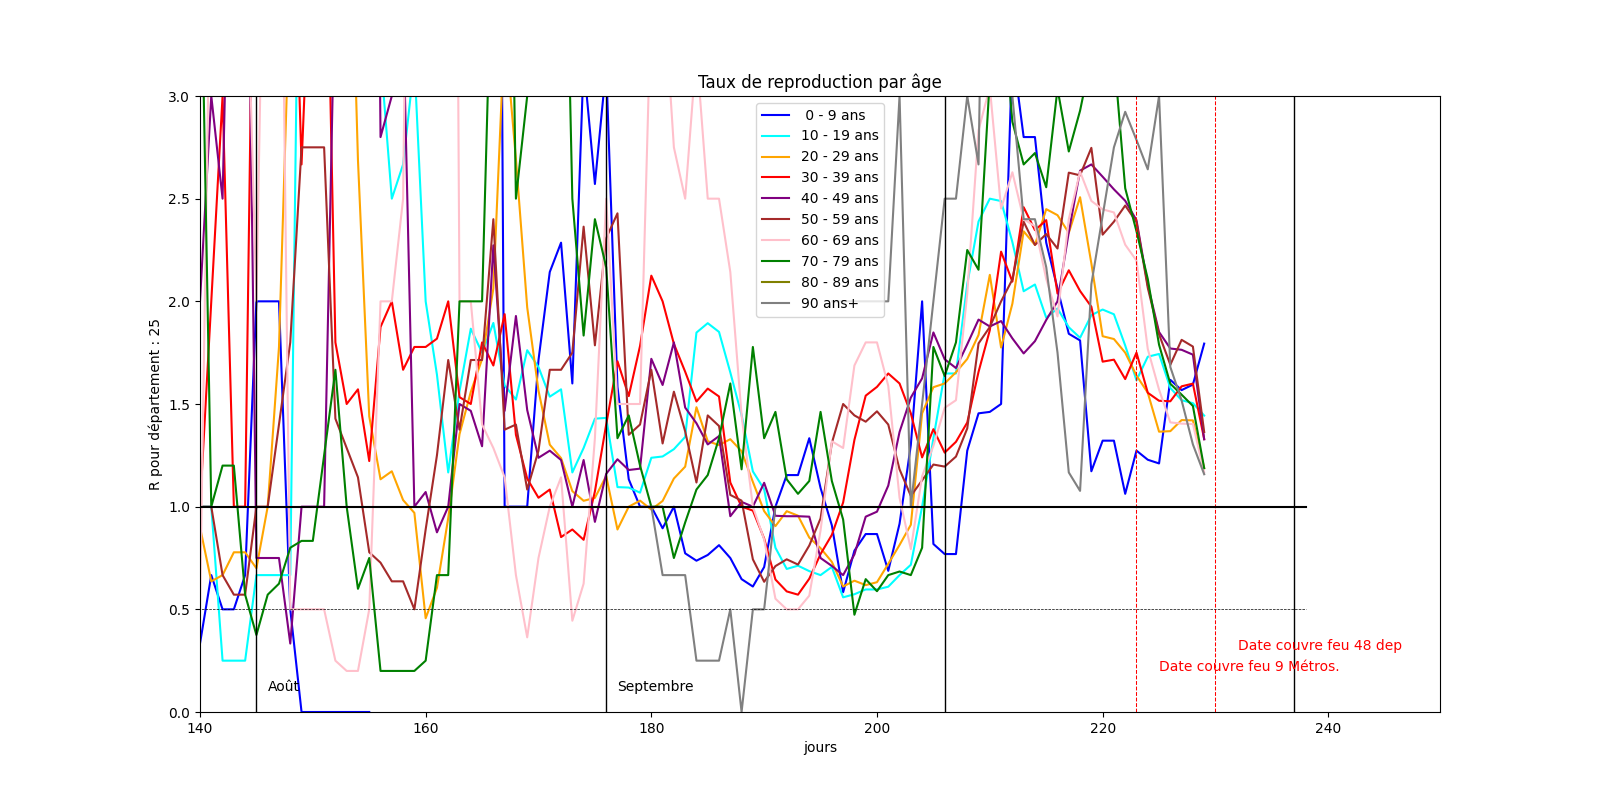 Taux de reproduction par âge
R pour département : 25
3.0
2.5
2.0
1.5
1.0
0.5
0.0
0 - 9 ans
10 - 19 ans
20 - 29 ans
30 - 39 ans
40 - 49 ans
50 - 59 ans
60 - 69 ans
70 - 79 ans
80 - 89 ans
90 ans+
Date couvre feu 48 dep
Date couvre feu 9 Métros.
Août
Septembre
140
160
180
200
220
240
jours